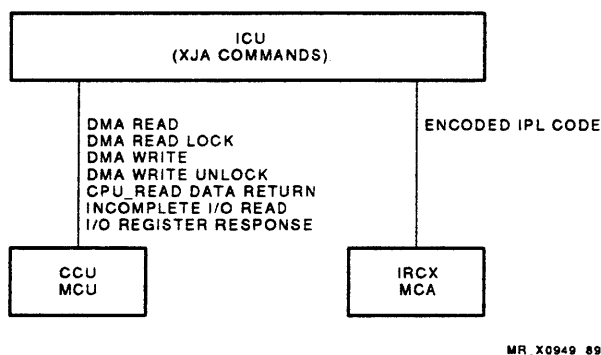 ICU
(XJA COMMANDS)
DMA READ
DMA READ LOCK
DMA WRITE
DMA WRITE UNLOCK
CPU_READ DATA RETURN
INCOMPLETE I/O READ
I/O REGISTER RESPONSE
ENCODED IPL CODE
CCU
MCU
IRCX
MCA
MR_X0949_89